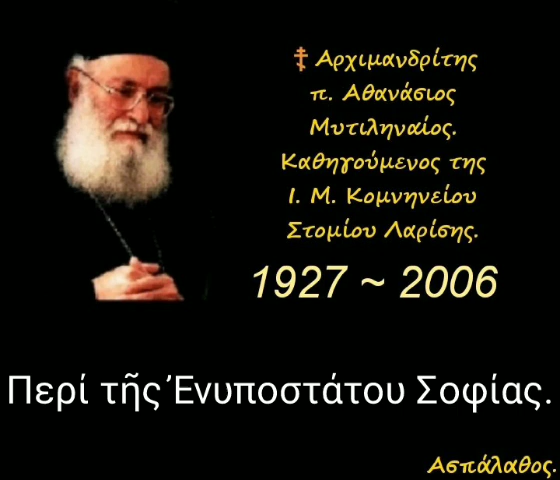 ☦ Αρχιμανδρίτης
π. Αθανάσιος
Μυτιληναίος.
Καθηγούμενος της
Ι. Μ. Κομνηνείου
Στομίου Λαρίσης.
1927 ~ 2006
Περί τῆς Ἐνυποστάτου Σοφίας.
Ασπάλαθος.